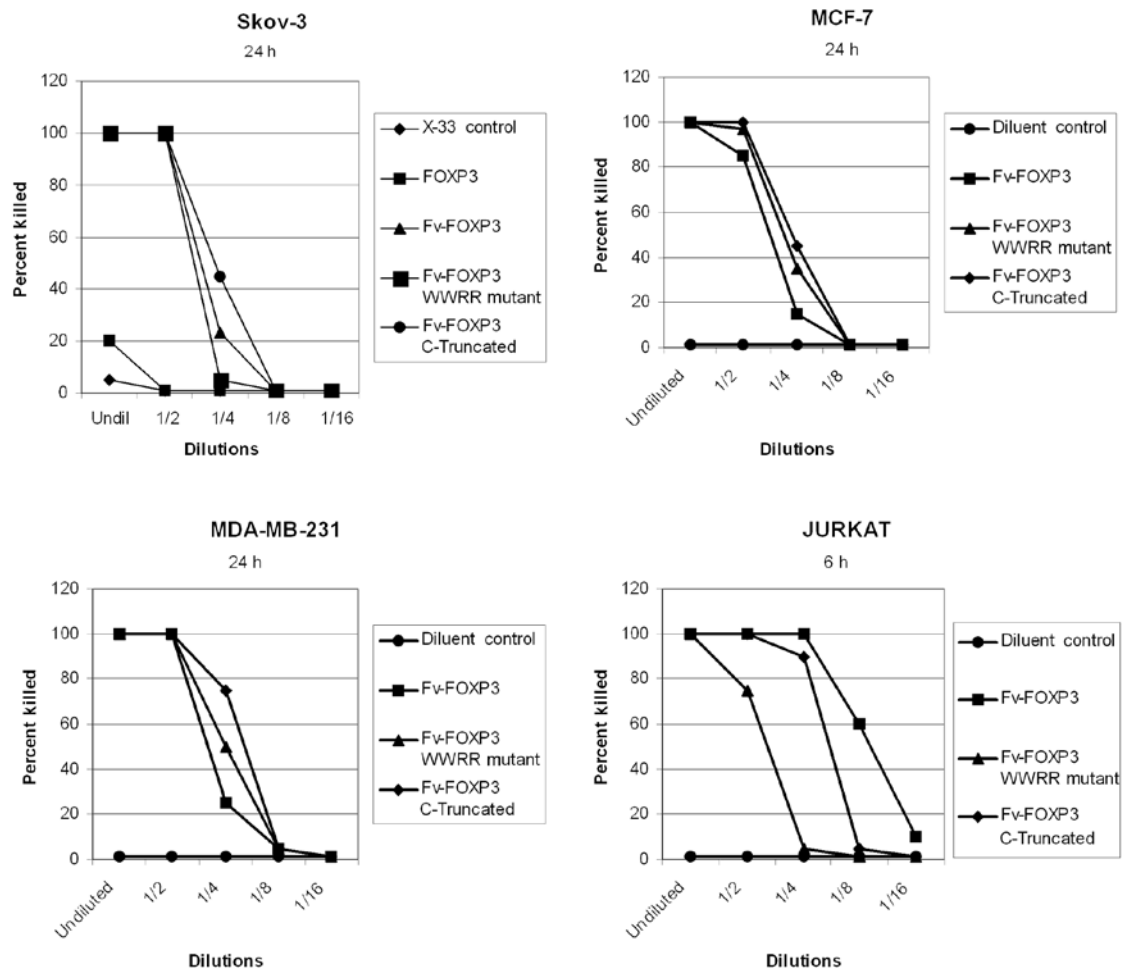 Skov-3
24 h
120
100
80
60
40
20
0
Percent killed
Undil 1/2 1/4 1/8 1/16
Dilutions
X-33 control
FOXP3
Fv-FOXP3
Fv-FOXP3
WWRR mutant
Fv-FOXP3
C-Truncated
MCF-7
24 h
120
100
80
60
40
20
0
Percent killed
Undiluted 1/2 1/4 1/8 1/16
Dilutions
Diluent control
Fv-FOXP3
Fv-FOXP3
WWRR mutant
Fv-FOXP3
C-Truncated
MDA-MB-231
24 h
120
100
80
60
40
20
0
Percent killed
Undiluted 1/2 1/4 1/8 1/16
Dilutions
Diluent control
Fv-FOXP3
Fv-FOXP3
WWRR mutant
Fv-FOXP3
C-Truncated
JURKAT
6 h
120
100
80
60
40
20
0
Percent killed
Undiluted 1/2 1/4 1/8 1/16
Dilutions
Diluent control
Fv-FOXP3
Fv-FOXP3
WWRR mutant
Fv-FOXP3
C-Truncated